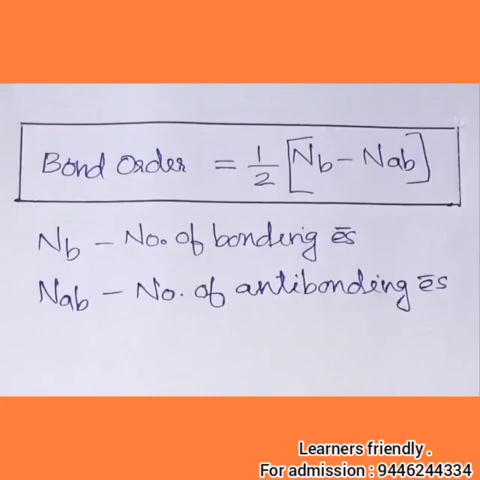 Bond Order = 1/2 [Nb - Nab]
Nb - No. of bonding ēs
Nab - No. of antibonding ēs
Learners friendly .
For admission : 9446244334